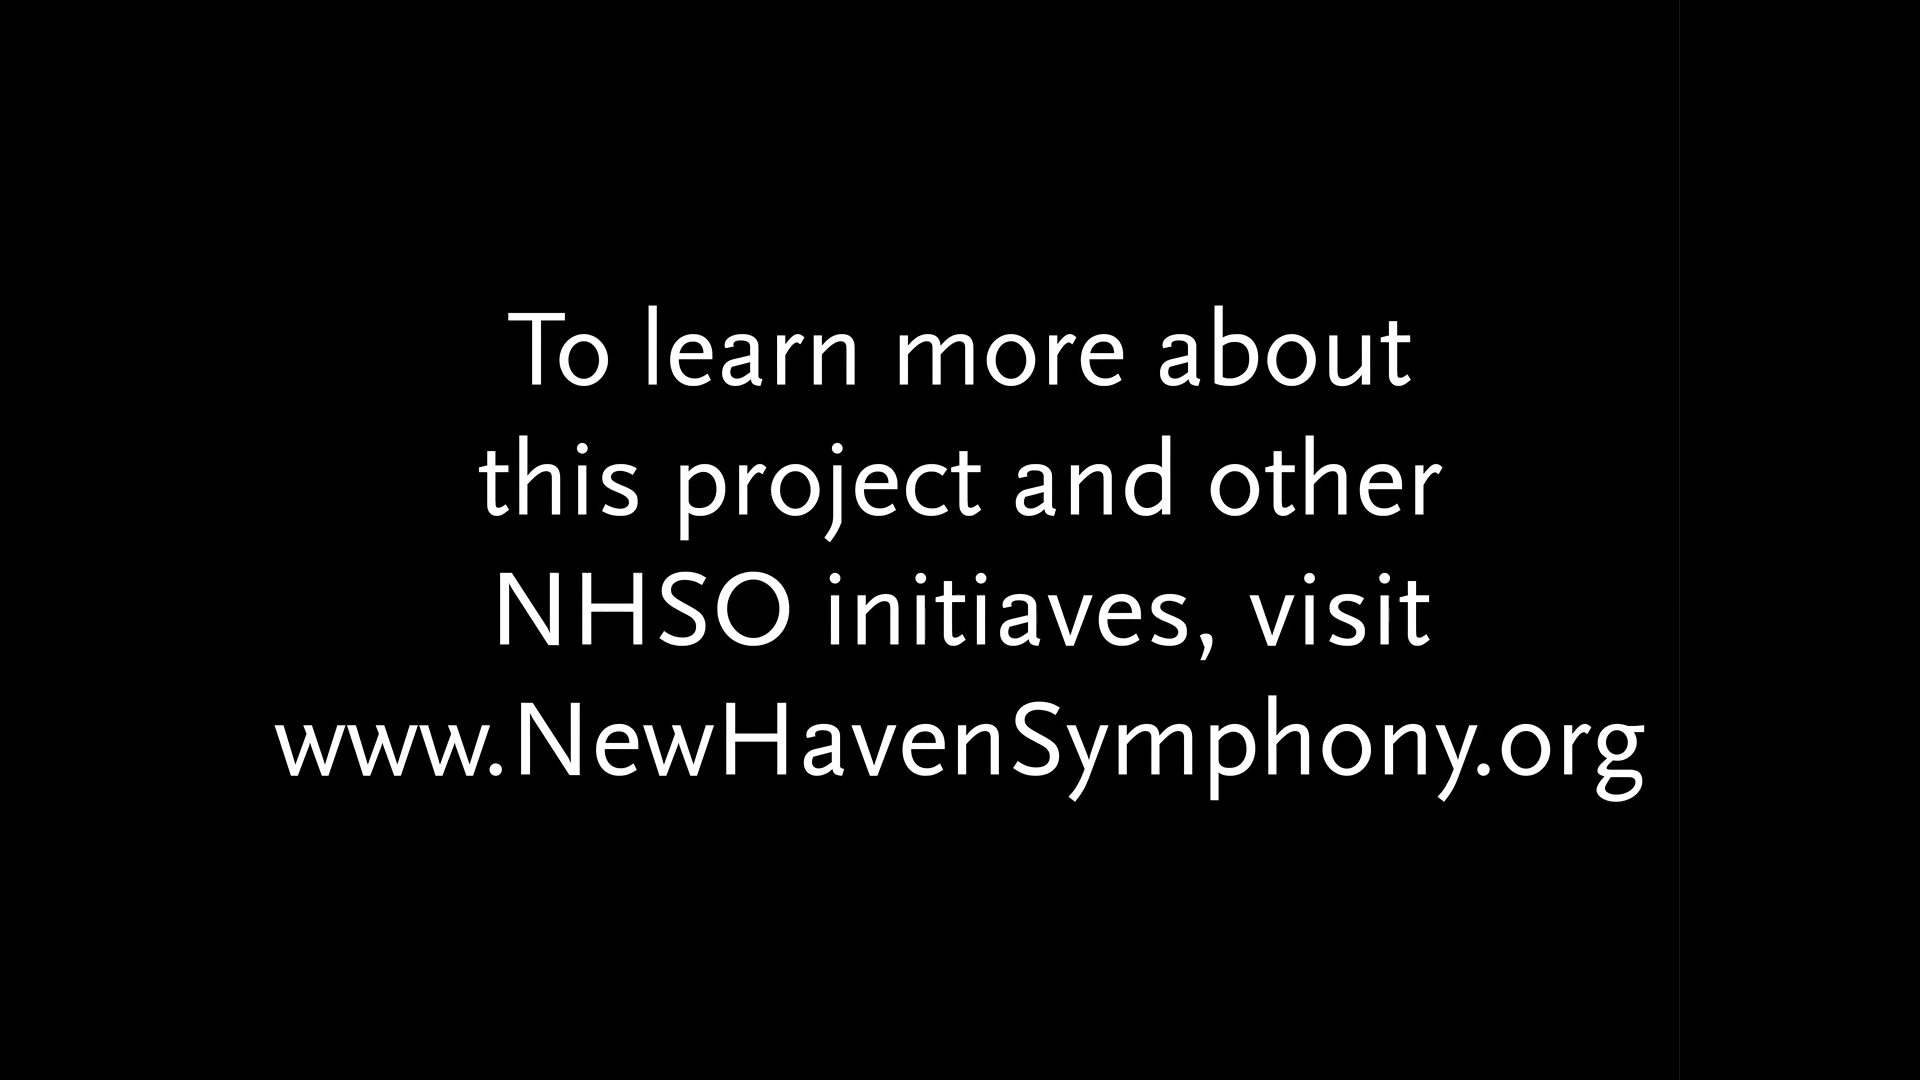 To learn more about
this project and other
NHSO initiaves, visit
www.NewHavenSymphony.org